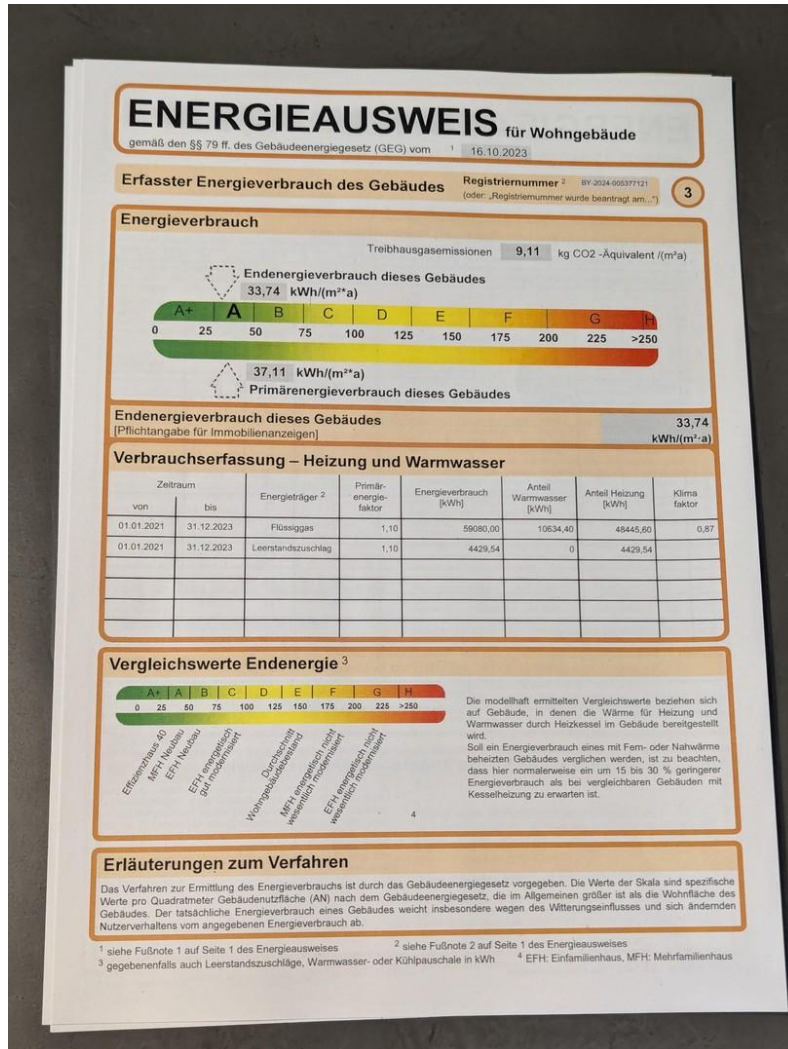 ENERGIEAUSWEIS für Wohngebäude
gemäß den §§ 79 ff. des Gebäudeenergiegesetz (GEG) vom ¹ 16.10.2023
Erfasster Energieverbrauch des Gebäudes
Registriernummer ² BY-2024-005377121
(oder: „Registriernummer wurde beantragt am...")
3
Energieverbrauch
Treibhausgasemissionen 9,11 kg CO2 -Äquivalent /(m²a)
Endenergieverbrauch dieses Gebäudes
33,74 kWh/(m²*a)
A+ A B C D E F G H
0 25 50 75 100 125 150 175 200 225 >250
37,11 kWh/(m²*a)
Primärenergieverbrauch dieses Gebäudes
Endenergieverbrauch dieses Gebäudes
[Pflichtangabe für Immobilienanzeigen]
33,74
kWh/(m²·a)
Verbrauchserfassung – Heizung und Warmwasser
Zeitraum
von bis
Energieträger ²
Primär-
energie-
faktor
Energieverbrauch
[kWh]
Anteil
Warmwasser
[kWh]
Anteil Heizung
[kWh]
Klima
faktor
01.01.2021 31.12.2023 Flüssiggas 1,10 59080,00 10634,40 48445,60 0,87
01.01.2021 31.12.2023 Leerstandszuschlag 1,10 4429,54 0 4429,54
Vergleichswerte Endenergie ³
A+ A B C D E F G H
0 25 50 75 100 125 150 175 200 225 >250
Effizienzhaus 40
MFH Neubau
EFH Neubau
EFH energetisch
gut modernisiert
Durchschnitt
Wohngebäudebestand
MFH energetisch nicht
wesentlich modernisiert
EFH energetisch nicht
wesentlich modernisiert
4
Die modellhaft ermittelten Vergleichswerte beziehen sich
auf Gebäude, in denen die Wärme für Heizung und
Warmwasser durch Heizkessel im Gebäude bereitgestellt
wird.
Soll ein Energieverbrauch eines mit Fern- oder Nahwärme
beheizten Gebäudes verglichen werden, ist zu beachten,
dass hier normalerweise ein um 15 bis 30 % geringerer
Energieverbrauch als bei vergleichbaren Gebäuden mit
Kesselheizung zu erwarten ist.
Erläuterungen zum Verfahren
Das Verfahren zur Ermittlung des Energieverbrauchs ist durch das Gebäudeenergiegesetz vorgegeben. Die Werte der Skala sind spezifische
Werte pro Quadratmeter Gebäudenutzfläche (AN) nach dem Gebäudeenergiegesetz, die im Allgemeinen größer ist als die Wohnfläche des
Gebäudes. Der tatsächliche Energieverbrauch eines Gebäudes weicht insbesondere wegen des Witterungseinflusses und sich ändernden
Nutzerverhaltens vom angegebenen Energieverbrauch ab.
¹ siehe Fußnote 1 auf Seite 1 des Energieausweises ² siehe Fußnote 2 auf Seite 1 des Energieausweises
³ gegebenenfalls auch Leerstandszuschläge, Warmwasser- oder Kühlpauschale in kWh ⁴ EFH: Einfamilienhaus, MFH: Mehrfamilienhaus